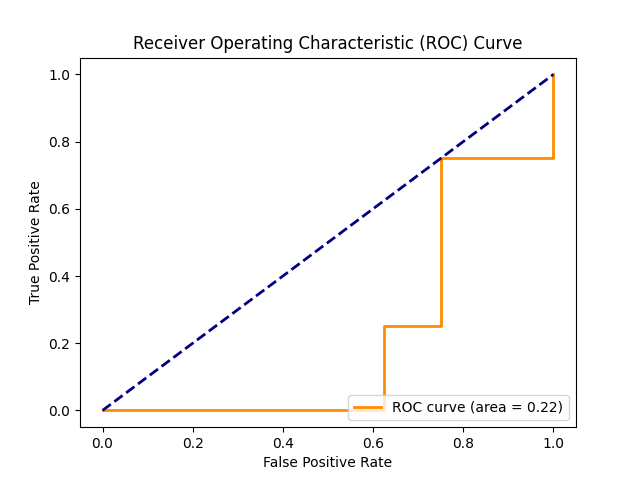 Receiver Operating Characteristic (ROC) Curve
1.0
0.8
0.6
0.4
0.2
0.0
True Positive Rate
ROC curve (area = 0.22)
0.0 0.2 0.4 0.6 0.8 1.0
False Positive Rate